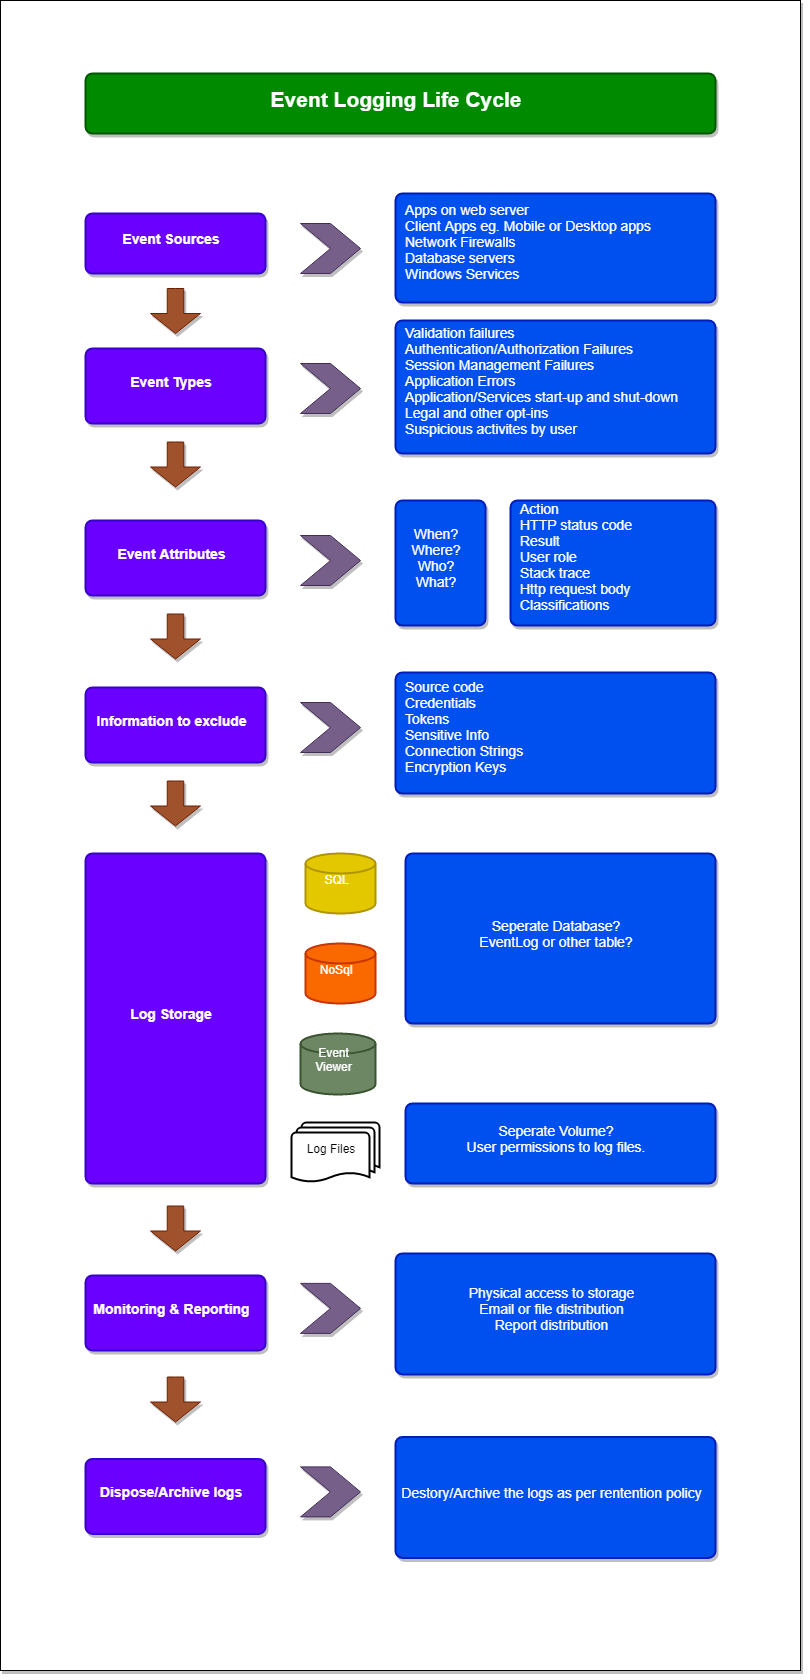 Event Logging Life Cycle
Event Sources
Apps on web server
Client Apps eg. Mobile or Desktop apps
Network Firewalls
Database servers
Windows Services
Event Types
Validation failures
Authentication/Authorization Failures
Session Management Failures
Application Errors
Application/Services start-up and shut-down
Legal and other opt-ins
Suspicious activites by user
Event Attributes
When?
Where?
Who?
What?
Action
HTTP status code
Result
User role
Stack trace
Http request body
Classifications
Information to exclude
Source code
Credentials
Tokens
Sensitive Info
Connection Strings
Encryption Keys
Log Storage
SQL
NoSql
Event
Viewer
Log Files
Seperate Database?
EventLog or other table?
Seperate Volume?
User permissions to log files.
Monitoring & Reporting
Physical access to storage
Email or file distribution
Report distribution
Dispose/Archive logs
Destory/Archive the logs as per rentention policy